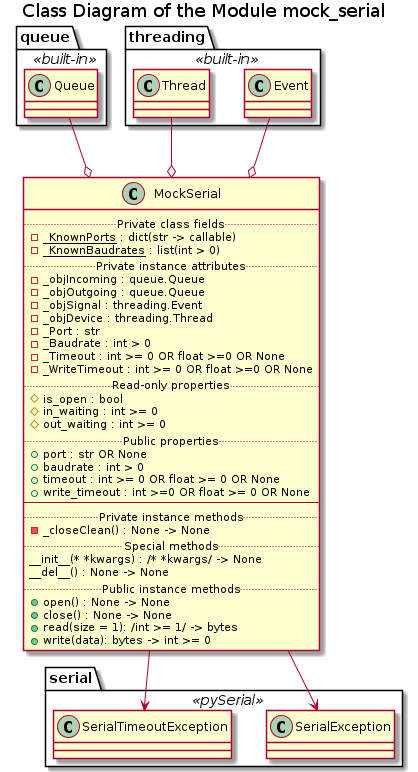 Class Diagram of the Module mock_serial
queue
threading
«built-in»
«built-in»
C Queue
C Thread
C Event
C MockSerial
Private class fields
_KnownPorts : dict(str -> callable)
_KnownBaudrates : list(int > 0)
Private instance attributes
_objIncoming : queue.Queue
_objOutgoing : queue.Queue
_objSignal : threading.Event
_objDevice : threading.Thread
_Port : str
_Baudrate : int > 0
_Timeout : int >= 0 OR float >=0 OR None
_WriteTimeout : int >= 0 OR float >=0 OR None
Read-only properties
is_open : bool
in_waiting : int >= 0
out_waiting : int >= 0
Public properties
port : str OR None
baudrate : int > 0
timeout : int >= 0 OR float >= 0 OR None
write_timeout : int >=0 OR float >= 0 OR None
Private instance methods
_closeClean() : None -> None
Special methods
__init__(* *kwargs) : /* *kwargs/ -> None
__del__() : None -> None
Public instance methods
open() : None -> None
close() : None -> None
read(size = 1): /int >= 1/ -> bytes
write(data): bytes -> int >= 0
serial
«pySerial»
C SerialTimeoutException
C SerialException